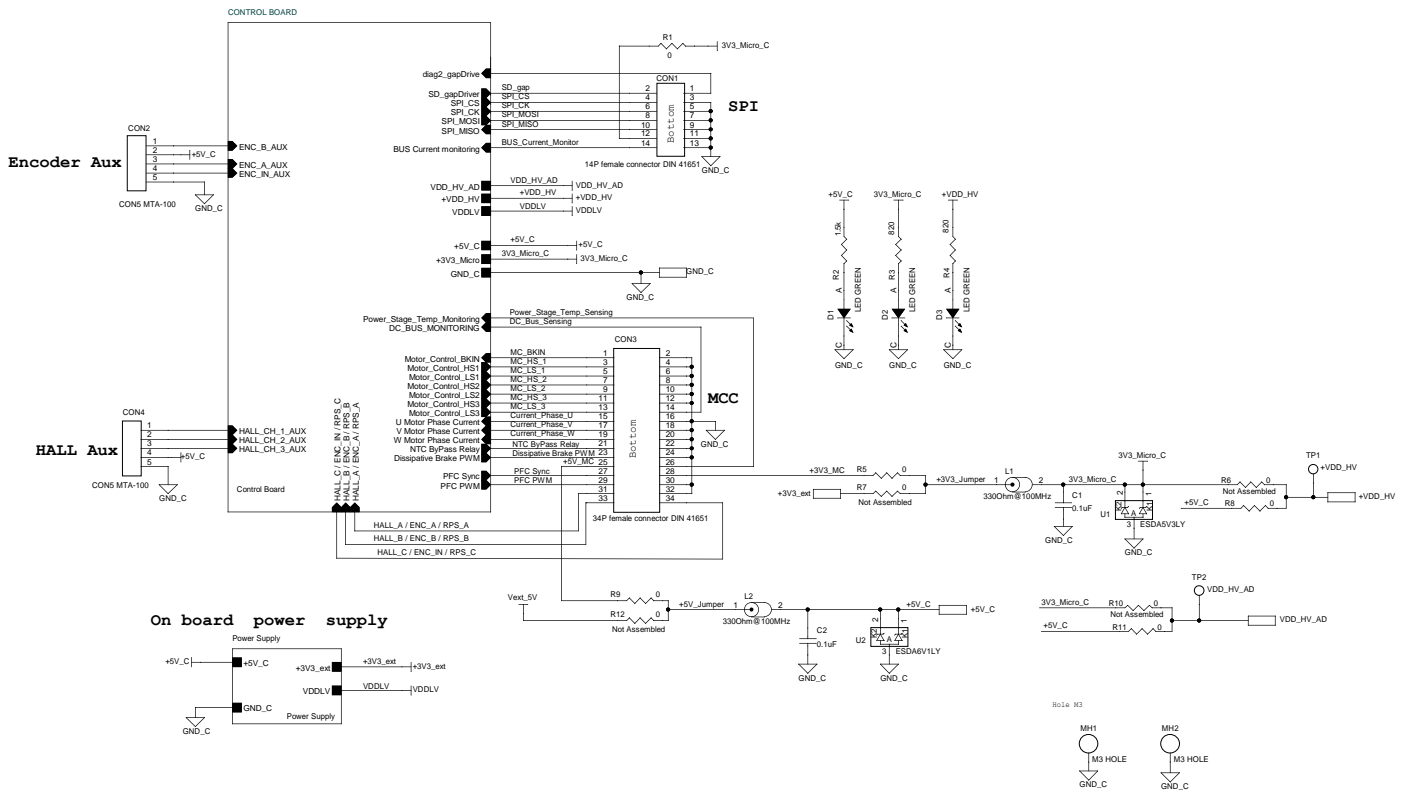 CONTROL BOARD
diag2_gapDrive
SD_gapDriver
SPI_CS
SPI_CK
SPI_MOSI
SPI_MISO
BUS Current monitoring
SD_gap
SPI_CS
SPI_CK
SPI_MOSI
SPI_MISO
BUS_Current_Monitor
R1
0
3V3_Micro_C
CON1
2
4
6
8
10
12
14
1
3
5
7
9
11
13
Bottom
SPI
14P female connector DIN 41651
GND_C
Encoder Aux
CON2
1
2
3
4
5
+5V_C
CON5 MTA-100
GND_C
ENC_B_AUX
ENC_A_AUX
ENC_IN_AUX
VDD_HV_AD
+VDD_HV
VDDLV
VDD_HV_AD
+VDD_HV
VDDLV
VDD_HV_AD
+VDD_HV
VDDLV
+5V_C
+3V3_Micro
GND_C
+5V_C
3V3_Micro_C
+5V_C
3V3_Micro_C
GND_C
GND_C
+5V_C
1.5k
R2
A
D1
C
LED GREEN
GND_C
3V3_Micro_C
820
R3
A
D2
C
LED GREEN
GND_C
+VDD_HV
820
R4
A
D3
C
LED GREEN
GND_C
Power_Stage_Temp_Monitoring
DC_BUS_MONITORING
Power_Stage_Temp_Sensing
DC_Bus_Sensing
Motor_Control_BKIN
Motor_Control_HS1
Motor_Control_LS1
Motor_Control_HS2
Motor_Control_LS2
Motor_Control_HS3
Motor_Control_LS3
U Motor Phase Current
V Motor Phase Current
W Motor Phase Current
NTC ByPass Relay
Dissipative Brake PWM
PFC Sync
PFC PWM
MC_BKIN
MC_HS_1
MC_LS_1
MC_HS_2
MC_LS_2
MC_HS_3
MC_LS_3
Current_Phase_U
Current_Phase_V
Current_Phase_W
NTC ByPass Relay
Dissipative Brake PWM
+5V_MC
PFC Sync
PFC PWM
CON3
1
3
5
7
9
11
13
15
17
19
21
23
25
27
29
31
33
2
4
6
8
10
12
14
16
18
20
22
24
26
28
30
32
34
Bottom
MCC
GND_C
34P female connector DIN 41651
HALL Aux
CON4
1
2
3
4
5
+5V_C
CON5 MTA-100
GND_C
HALL_CH_1_AUX
HALL_CH_2_AUX
HALL_CH_3_AUX
Control Board
HALL_C / ENC_IN / RPS_C
HALL_B / ENC_B / RPS_B
HALL_A / ENC_A / RPS_A
HALL_A / ENC_A / RPS_A
HALL_B / ENC_B / RPS_B
HALL_C / ENC_IN / RPS_C
+3V3_MC
R5
0
+3V3_ext
R7
0
Not Assembled
+3V3_Jumper
L1
1
2
330Ohm@100MHz
3V3_Micro_C
C1
0.1uF
GND_C
3V3_Micro_C
2
1
K2
K1
A
3
U1
ESDA5V3LY
GND_C
R6
0
Not Assembled
+5V_C
R8
0
TP1
+VDD_HV
+VDD_HV
Vext_5V
R9
0
R12
0
Not Assembled
+5V_Jumper
L2
1
2
330Ohm@100MHz
C2
0.1uF
GND_C
+5V_C
+5V_C
2
1
K2
K1
A
3
U2
ESDA6V1LY
GND_C
3V3_Micro_C
R10
0
Not Assembled
+5V_C
R11
0
TP2
VDD_HV_AD
VDD_HV_AD
On board power supply
Power Supply
+5V_C
+5V_C
+3V3_ext
+3V3_ext
+3V3_ext
VDDLV
VDDLV
VDDLV
GND_C
GND_C
Power Supply
Hole M3
MH1
M3 HOLE
GND_C
MH2
M3 HOLE
GND_C